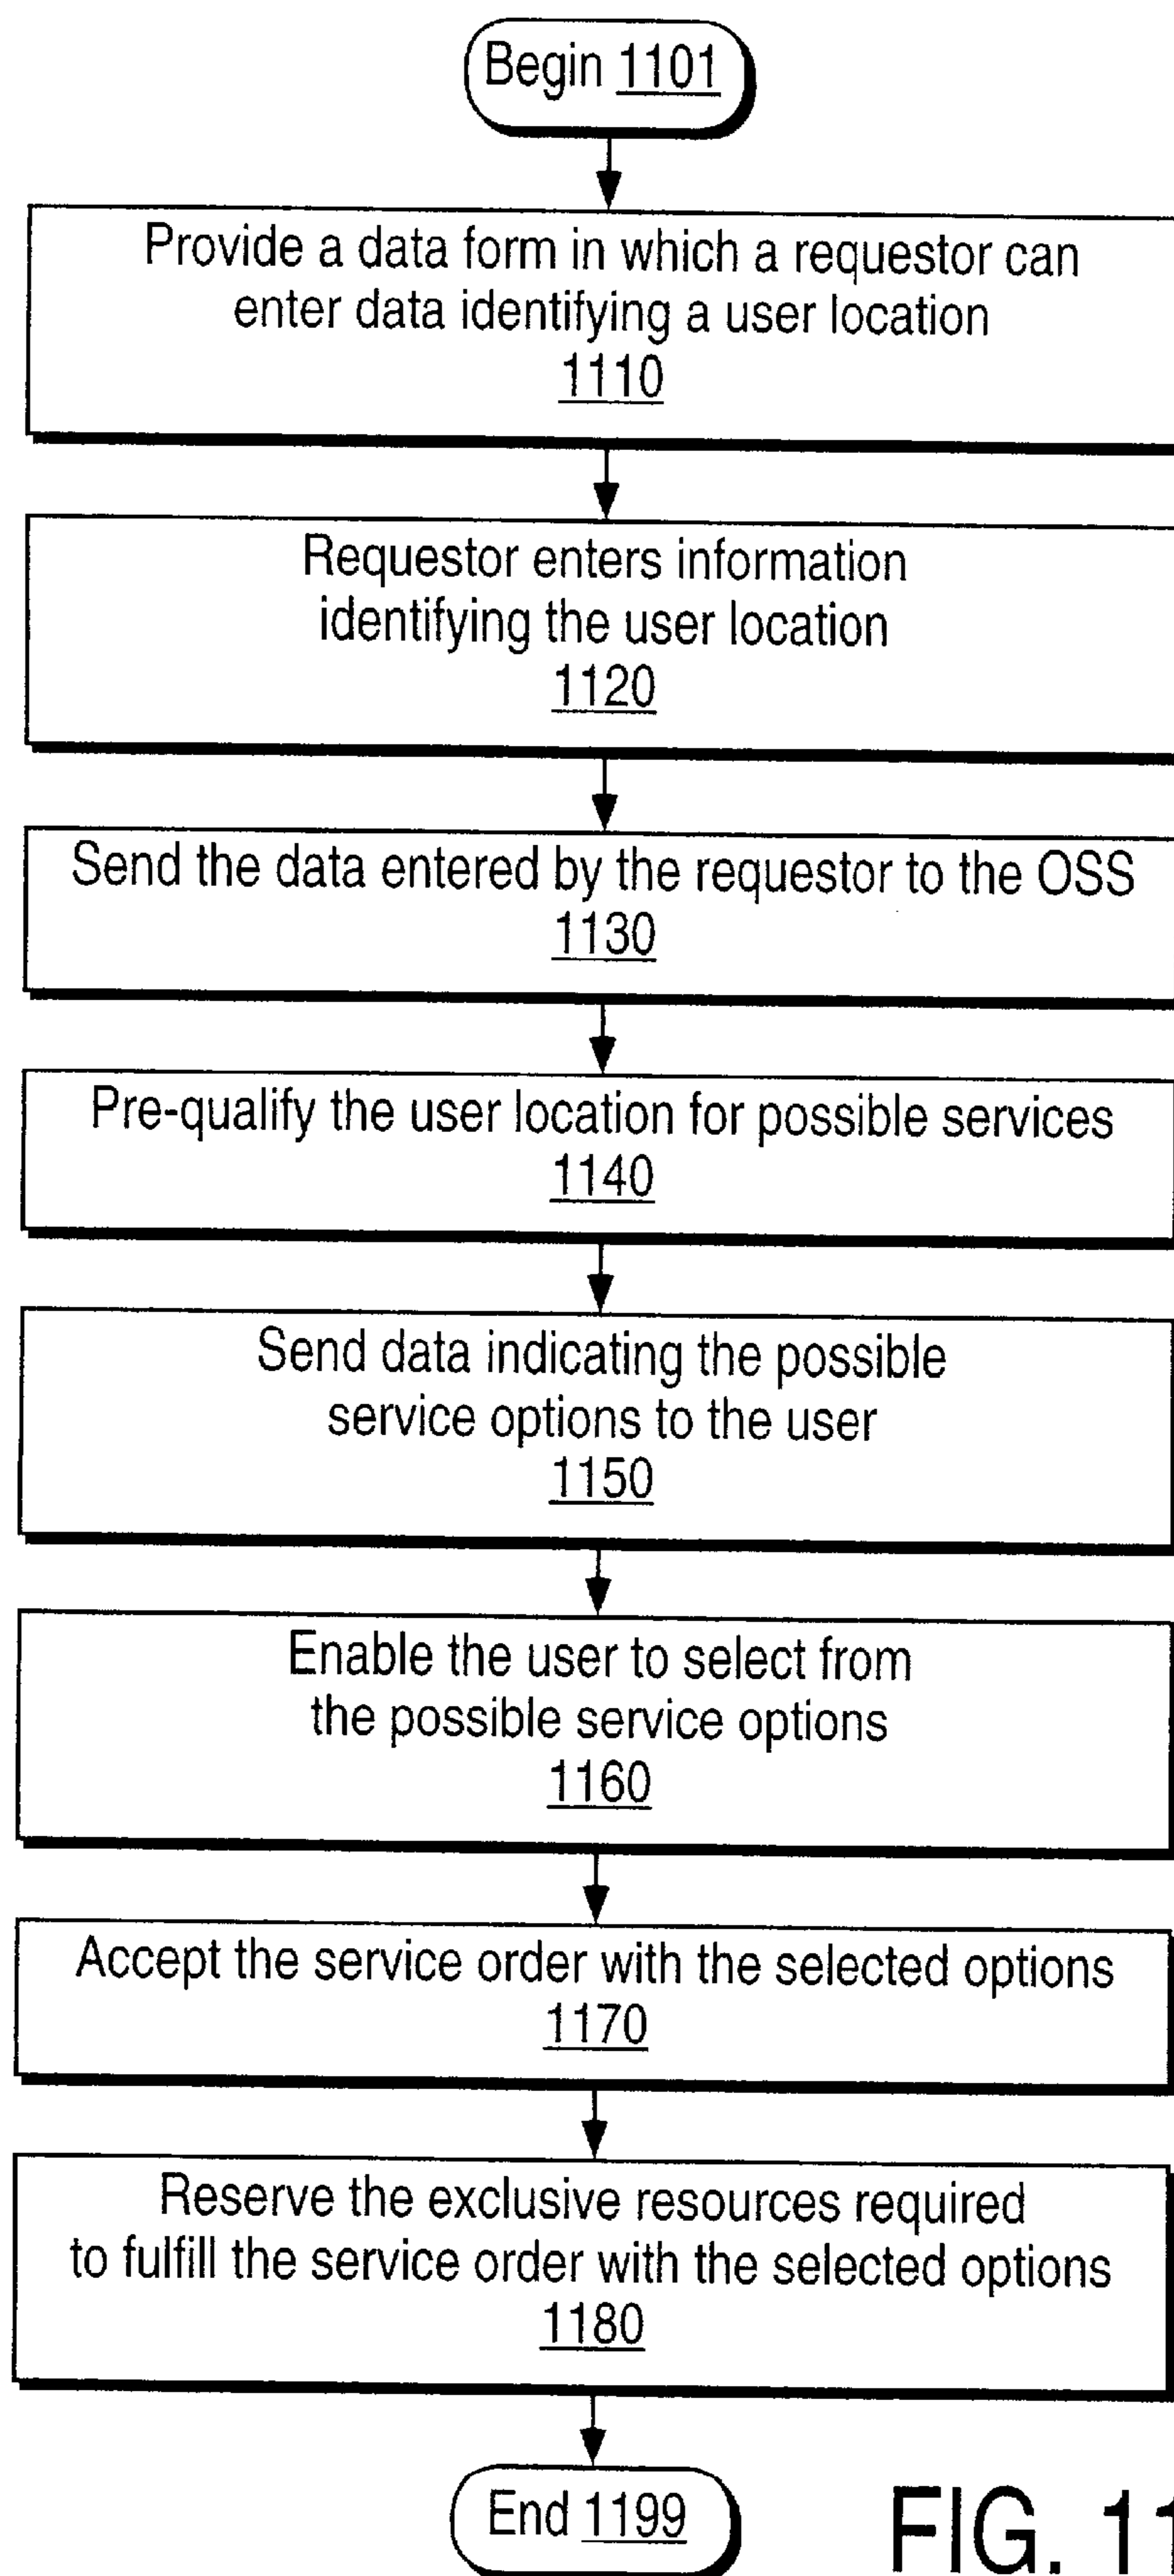 Begin 1101
Provide a data form in which a requestor can
enter data identifying a user location
1110
Requestor enters information
identifying the user location
1120
Send the data entered by the requestor to the OSS
1130
Pre-qualify the user location for possible services
1140
Send data indicating the possible
service options to the user
1150
Enable the user to select from
the possible service options
1160
Accept the service order with the selected options
1170
Reserve the exclusive resources required
to fulfill the service order with the selected options
1180
End 1199
FIG. 11